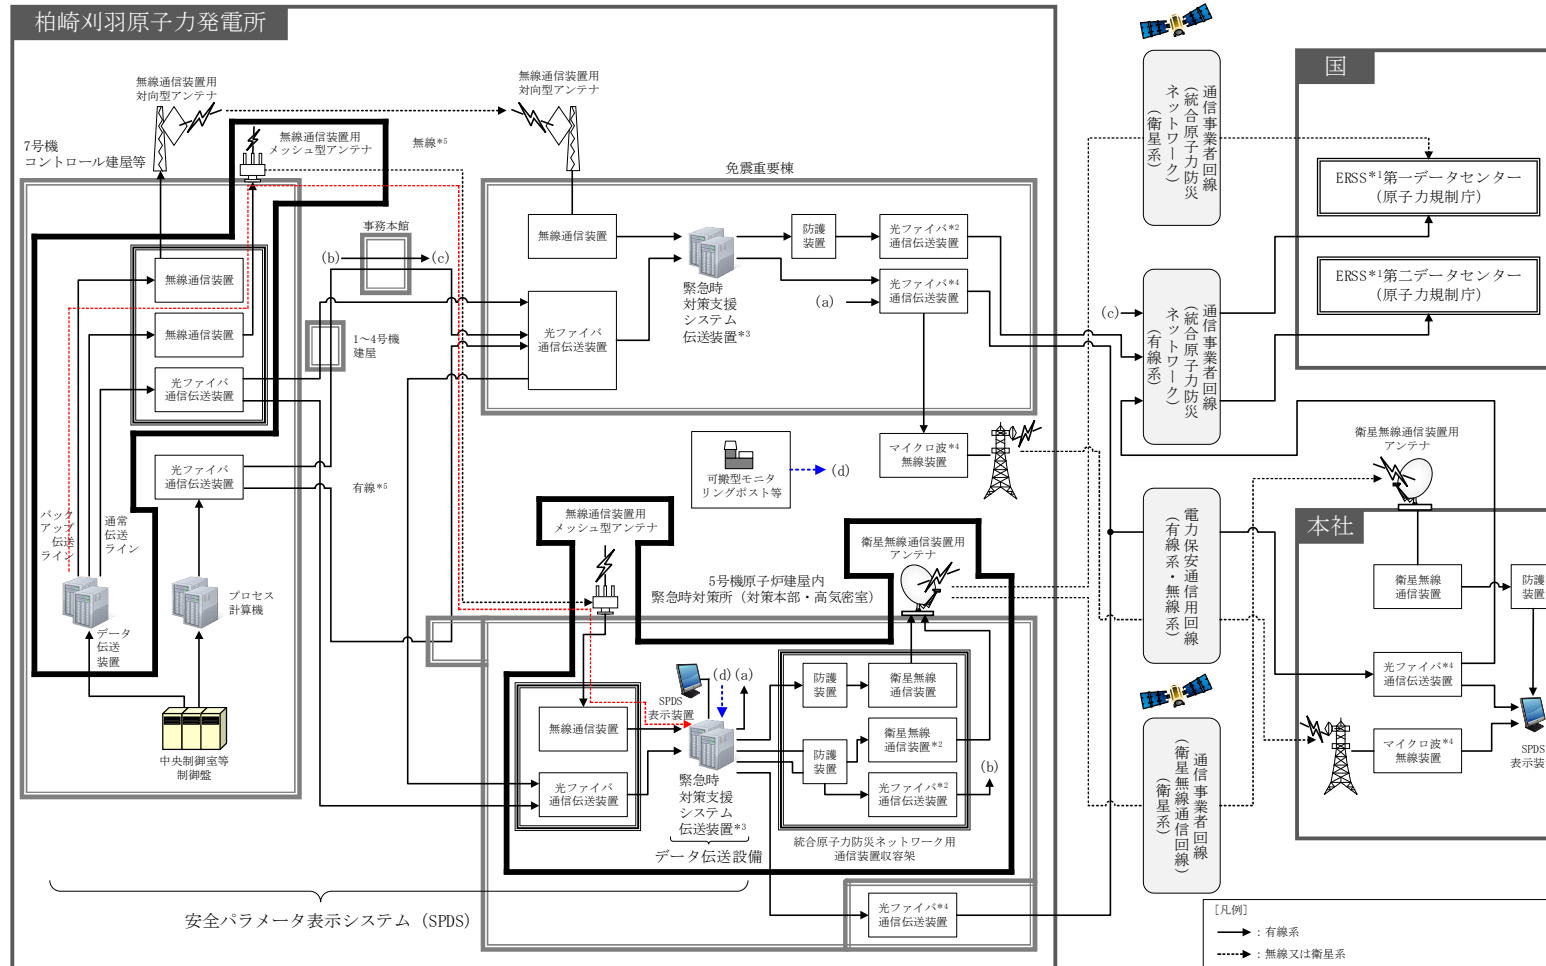 柏崎刈羽原子力発電所
無線通信装置用
対向型アンテナ
無線通信装置用
対向型アンテナ
7号機
コントロール建屋等
無線通信装置用
メッシュ型アンテナ
無線*5
免震重要棟
事務本館
(b)
(c)
無線通信装置
無線通信装置
光ファイバ
通信伝送装置
1～4号機
建屋
光ファイバ
通信伝送装置
有線*5
バック
アップ
伝送
ライン
通常
伝送
ライン
データ
伝送
装置
プロセス
計算機
中央制御室等
制御盤
無線通信装置
光ファイバ
通信伝送装置
緊急時
対策支援
システム
伝送装置*3
防護
装置
光ファイバ*2
通信伝送装置
光ファイバ*4
通信伝送装置
(a)
マイクロ波*4
無線装置
可搬型モニタ
リングポスト等
(d)
無線通信装置用
メッシュ型アンテナ
衛星無線通信装置用
アンテナ
5号機原子炉建屋内
緊急時対策所（対策本部・高気密室）
無線通信装置
光ファイバ
通信伝送装置
SPDS
表示装置
(d)
(a)
緊急時
対策支援
システム
伝送装置*3
データ伝送設備
防護
装置
衛星無線
通信装置
防護
装置
衛星無線
通信装置*2
光ファイバ*2
通信伝送装置
(b)
統合原子力防災ネットワーク用
通信装置収容架
光ファイバ*4
通信伝送装置
安全パラメータ表示システム（SPDS）
通信事業者回線
(統合原子力防災
ネットワーク)
(衛星系)
(c)
通信事業者回線
(統合原子力防災
ネットワーク)
(有線系)
電力保安通信用回線
(有線系・無線系)
通信事業者回線
(衛星無線通信回線)
(衛星系)
国
ERSS*1第一データセンター
（原子力規制庁）
ERSS*1第二データセンター
（原子力規制庁）
衛星無線通信装置用
アンテナ
本社
衛星無線
通信装置
防護
装置
光ファイバ*4
通信伝送装置
マイクロ波*4
無線装置
SPDS
表示装
［凡例］
：有線系
：無線又は衛星系